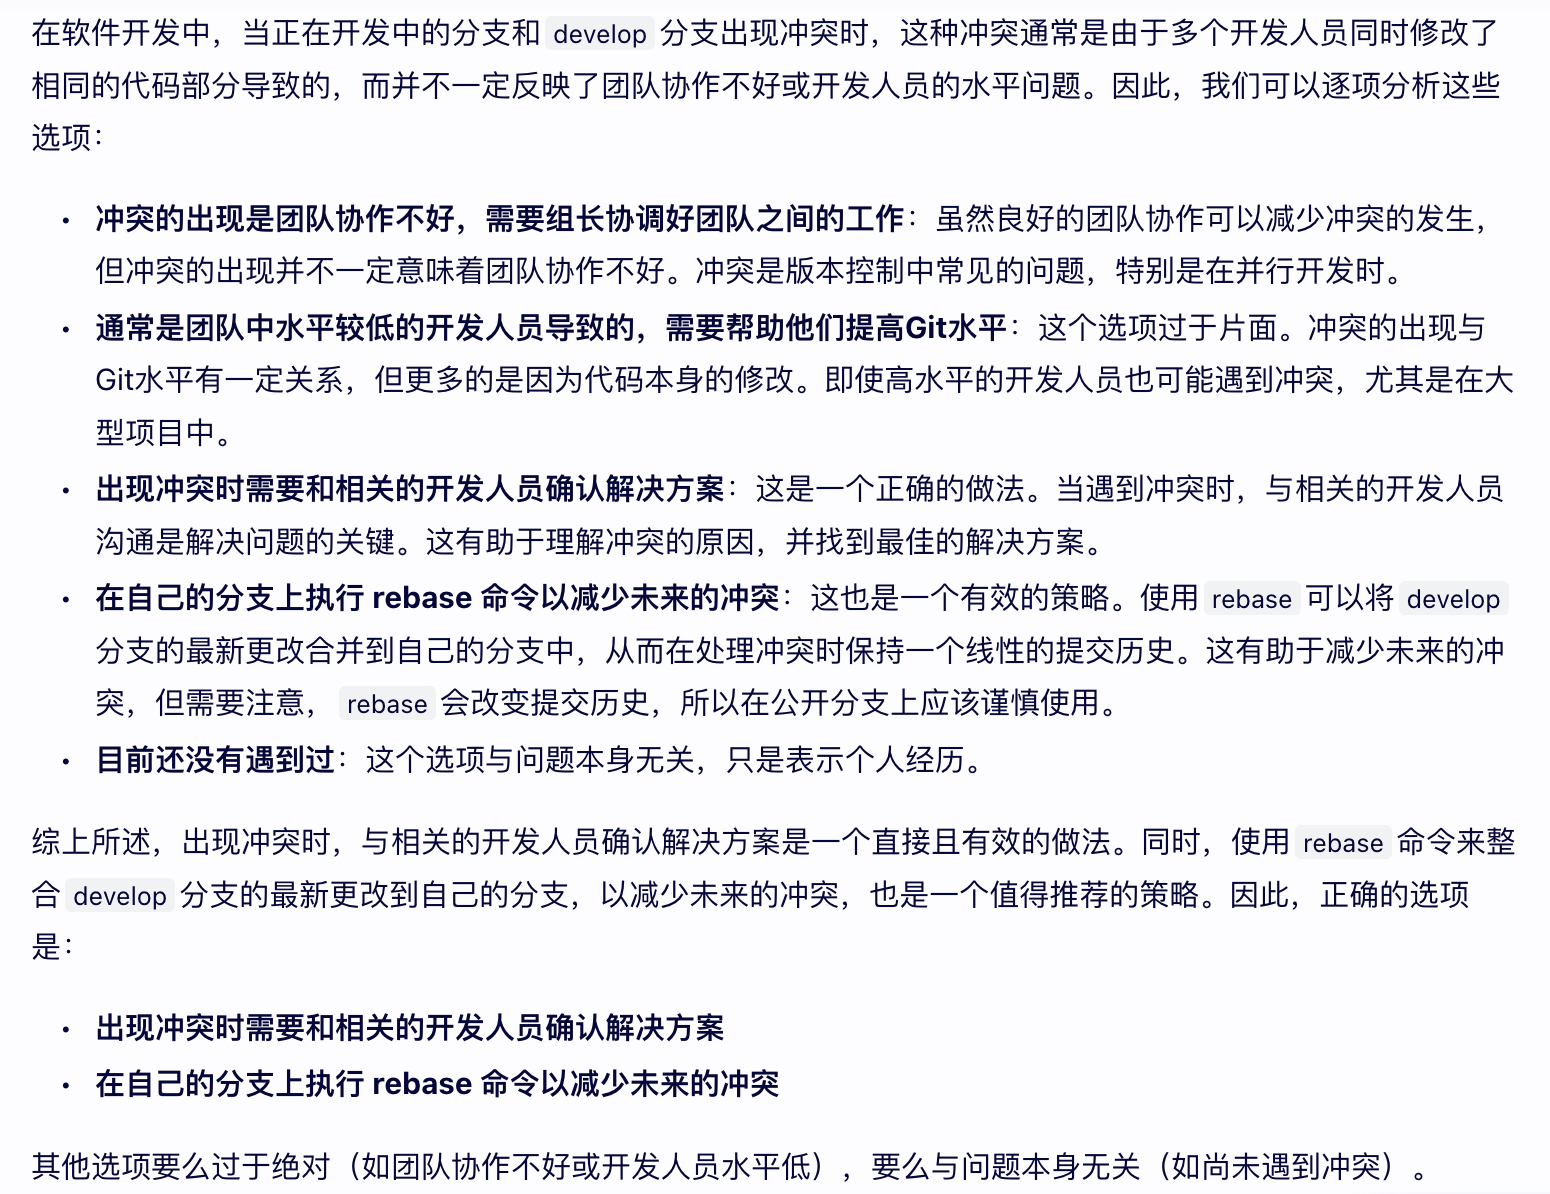 在软件开发中，当正在开发中的分支和 develop 分支出现冲突时，这种冲突通常是由于多个开发人员同时修改了
相同的代码部分导致的，而并不一定反映了团队协作不好或开发人员的水平问题。因此，我们可以逐项分析这些
选项：
• 冲突的出现是团队协作不好，需要组长协调好团队之间的工作：虽然良好的团队协作可以减少冲突的发生，
但冲突的出现并不一定意味着团队协作不好。冲突是版本控制中常见的问题，特别是在并行开发时。
• 通常是团队中水平较低的开发人员导致的，需要帮助他们提高Git水平：这个选项过于片面。冲突的出现与
Git水平有一定关系，但更多的是因为代码本身的修改。即使高水平的开发人员也可能遇到冲突，尤其是在大
型项目中。
• 出现冲突时需要和相关的开发人员确认解决方案：这是一个正确的做法。当遇到冲突时，与相关的开发人员
沟通是解决问题的关键。这有助于理解冲突的原因，并找到最佳的解决方案。
• 在自己的分支上执行 rebase 命令以减少未来的冲突：这也是一个有效的策略。使用 rebase 可以将 develop
分支的最新更改合并到自己的分支中，从而在处理冲突时保持一个线性的提交历史。这有助于减少未来的冲
突，但需要注意， rebase 会改变提交历史，所以在公开分支上应该谨慎使用。
• 目前还没有遇到过：这个选项与问题本身无关，只是表示个人经历。
综上所述，出现冲突时，与相关的开发人员确认解决方案是一个直接且有效的做法。同时，使用 rebase 命令来整
合 develop 分支的最新更改到自己的分支，以减少未来的冲突，也是一个值得推荐的策略。因此，正确的选项
是：
• 出现冲突时需要和相关的开发人员确认解决方案
• 在自己的分支上执行 rebase 命令以减少未来的冲突
其他选项要么过于绝对（如团队协作不好或开发人员水平低），要么与问题本身无关（如尚未遇到冲突）。